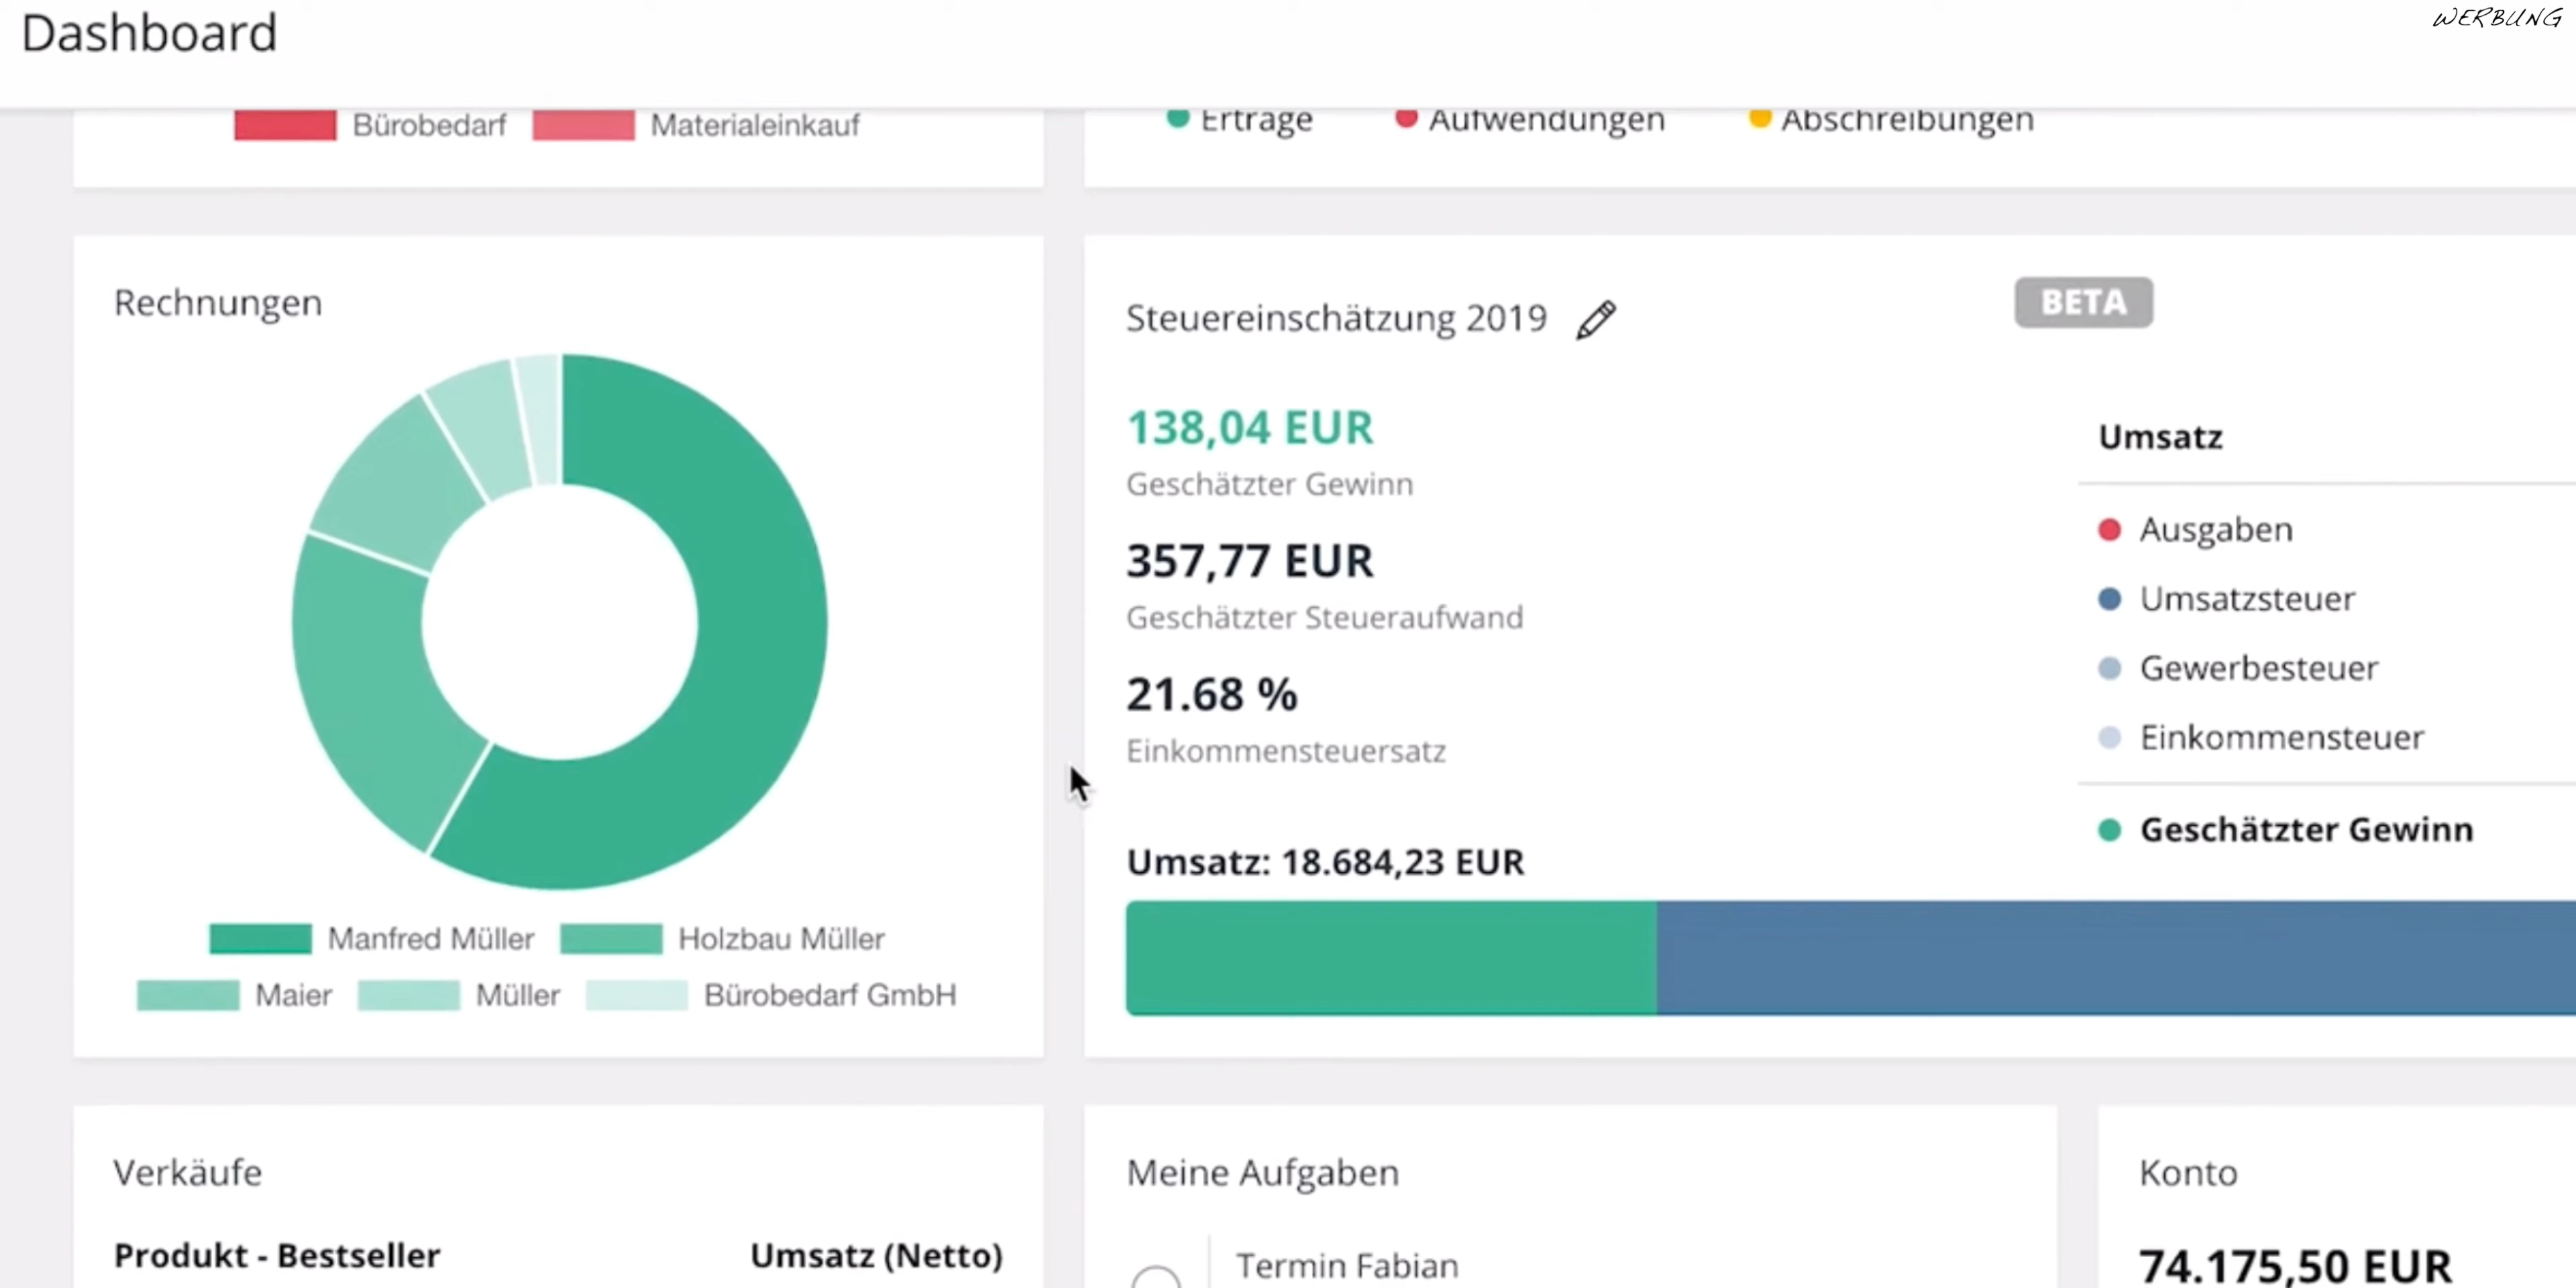 Dashboard
WERBUNG
Bürobedarf Materialeinkauf
Erträge Aufwendungen Abschreibungen
Rechnungen
Manfred Müller Holzbau Müller
Maier Müller Bürobedarf GmbH
Steuereinschätzung 2019
BETA
138,04 EUR
Geschätzter Gewinn
357,77 EUR
Geschätzter Steueraufwand
21.68 %
Einkommensteuersatz
Umsatz
Ausgaben
Umsatzsteuer
Gewerbesteuer
Einkommensteuer
Geschätzter Gewinn
Umsatz: 18.684,23 EUR
Verkäufe
Produkt - Bestseller Umsatz (Netto)
Meine Aufgaben
Termin Fabian
Konto
74.175,50 EUR